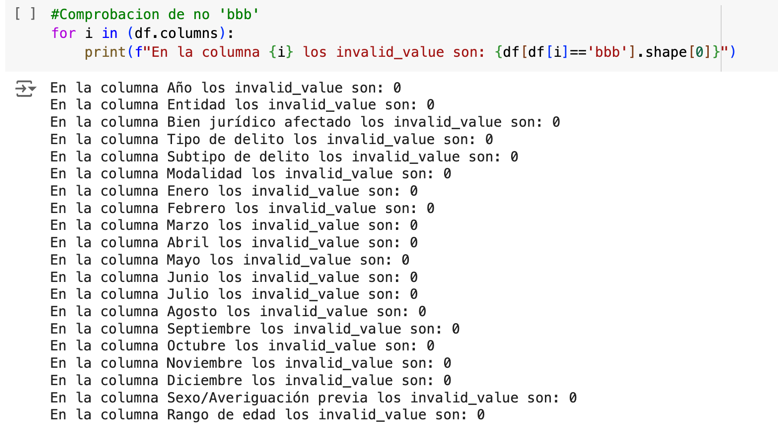 [ ] #Comprobacion de no 'bbb'
for i in (df.columns):
print(f"En la columna {i} los invalid_value son: {df[df[i]=='bbb'].shape[0]}")
En la columna Año los invalid_value son: 0
En la columna Entidad los invalid_value son: 0
En la columna Bien jurídico afectado los invalid_value son: 0
En la columna Tipo de delito los invalid_value son: 0
En la columna Subtipo de delito los invalid_value son: 0
En la columna Modalidad los invalid_value son: 0
En la columna Enero los invalid_value son: 0
En la columna Febrero los invalid_value son: 0
En la columna Marzo los invalid_value son: 0
En la columna Abril los invalid_value son: 0
En la columna Mayo los invalid_value son: 0
En la columna Junio los invalid_value son: 0
En la columna Julio los invalid_value son: 0
En la columna Agosto los invalid_value son: 0
En la columna Septiembre los invalid_value son: 0
En la columna Octubre los invalid_value son: 0
En la columna Noviembre los invalid_value son: 0
En la columna Diciembre los invalid_value son: 0
En la columna Sexo/Averiguación previa los invalid_value son: 0
En la columna Rango de edad los invalid_value son: 0